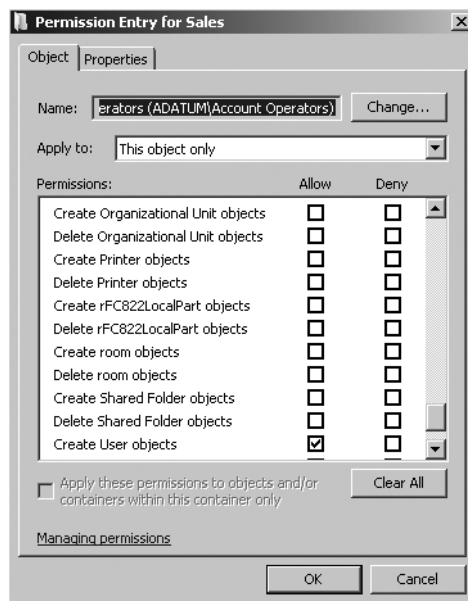 Permission Entry for Sales
Object Properties
Name: erators (ADATUM\Account Operators) Change...
Apply to: This object only
Permissions: Allow Deny
Create Organizational Unit objects
Delete Organizational Unit objects
Create Printer objects
Delete Printer objects
Create rFC822LocalPart objects
Delete rFC822LocalPart objects
Create room objects
Delete room objects
Create Shared Folder objects
Delete Shared Folder objects
Create User objects
Apply these permissions to objects and/or Clear All
containers within this container only
Managing permissions
OK Cancel